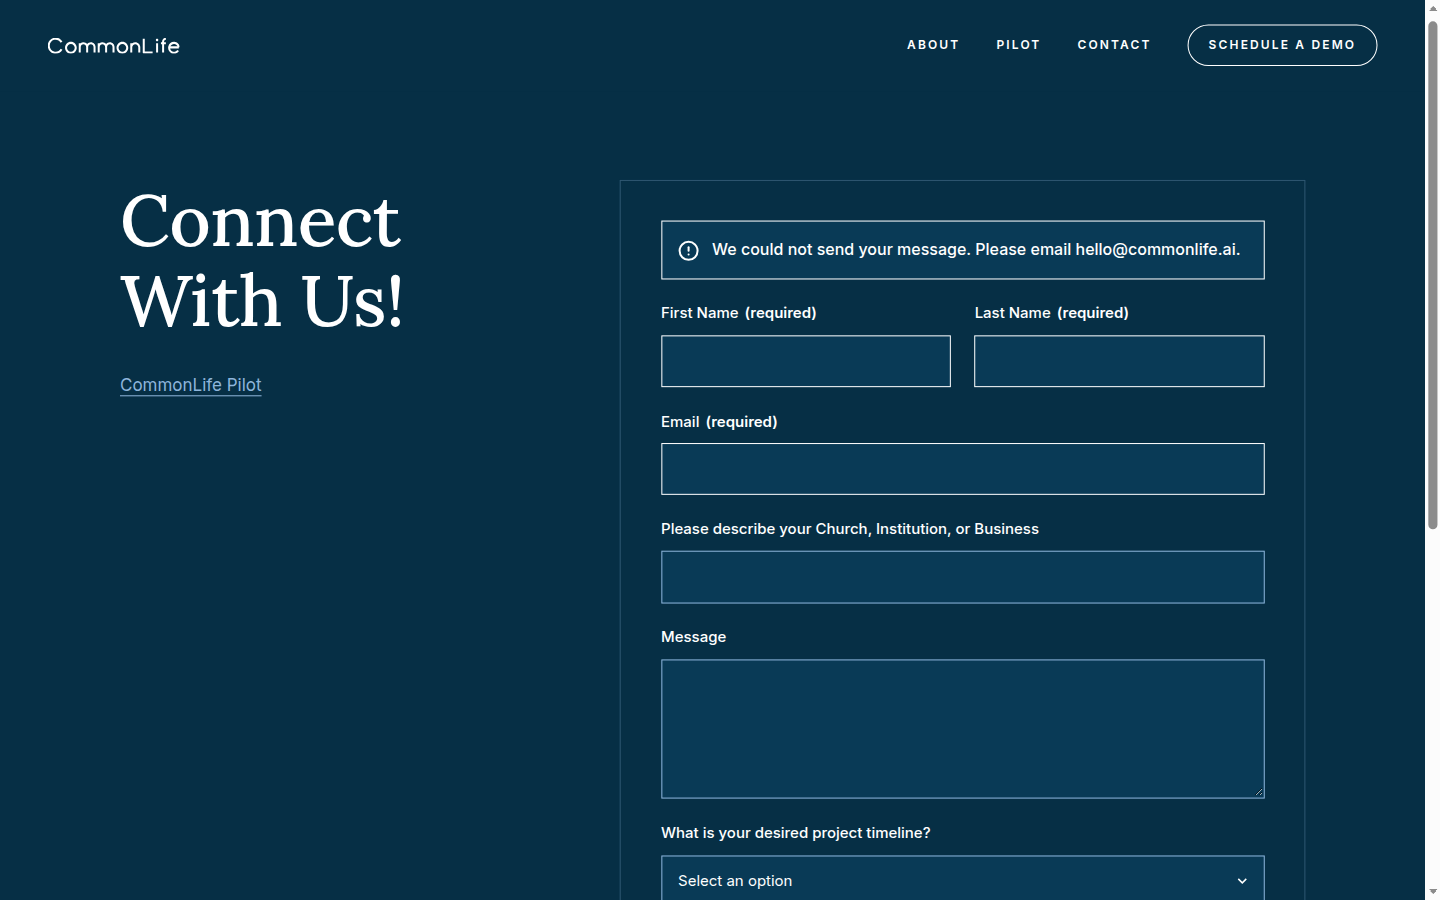 CommonLife
ABOUT
PILOT
CONTACT
SCHEDULE A DEMO
Connect
With Us!
CommonLife Pilot
We could not send your message. Please email hello@commonlife.ai.
First Name (required)
Last Name (required)
Email (required)
Please describe your Church, Institution, or Business
Message
What is your desired project timeline?
Select an option